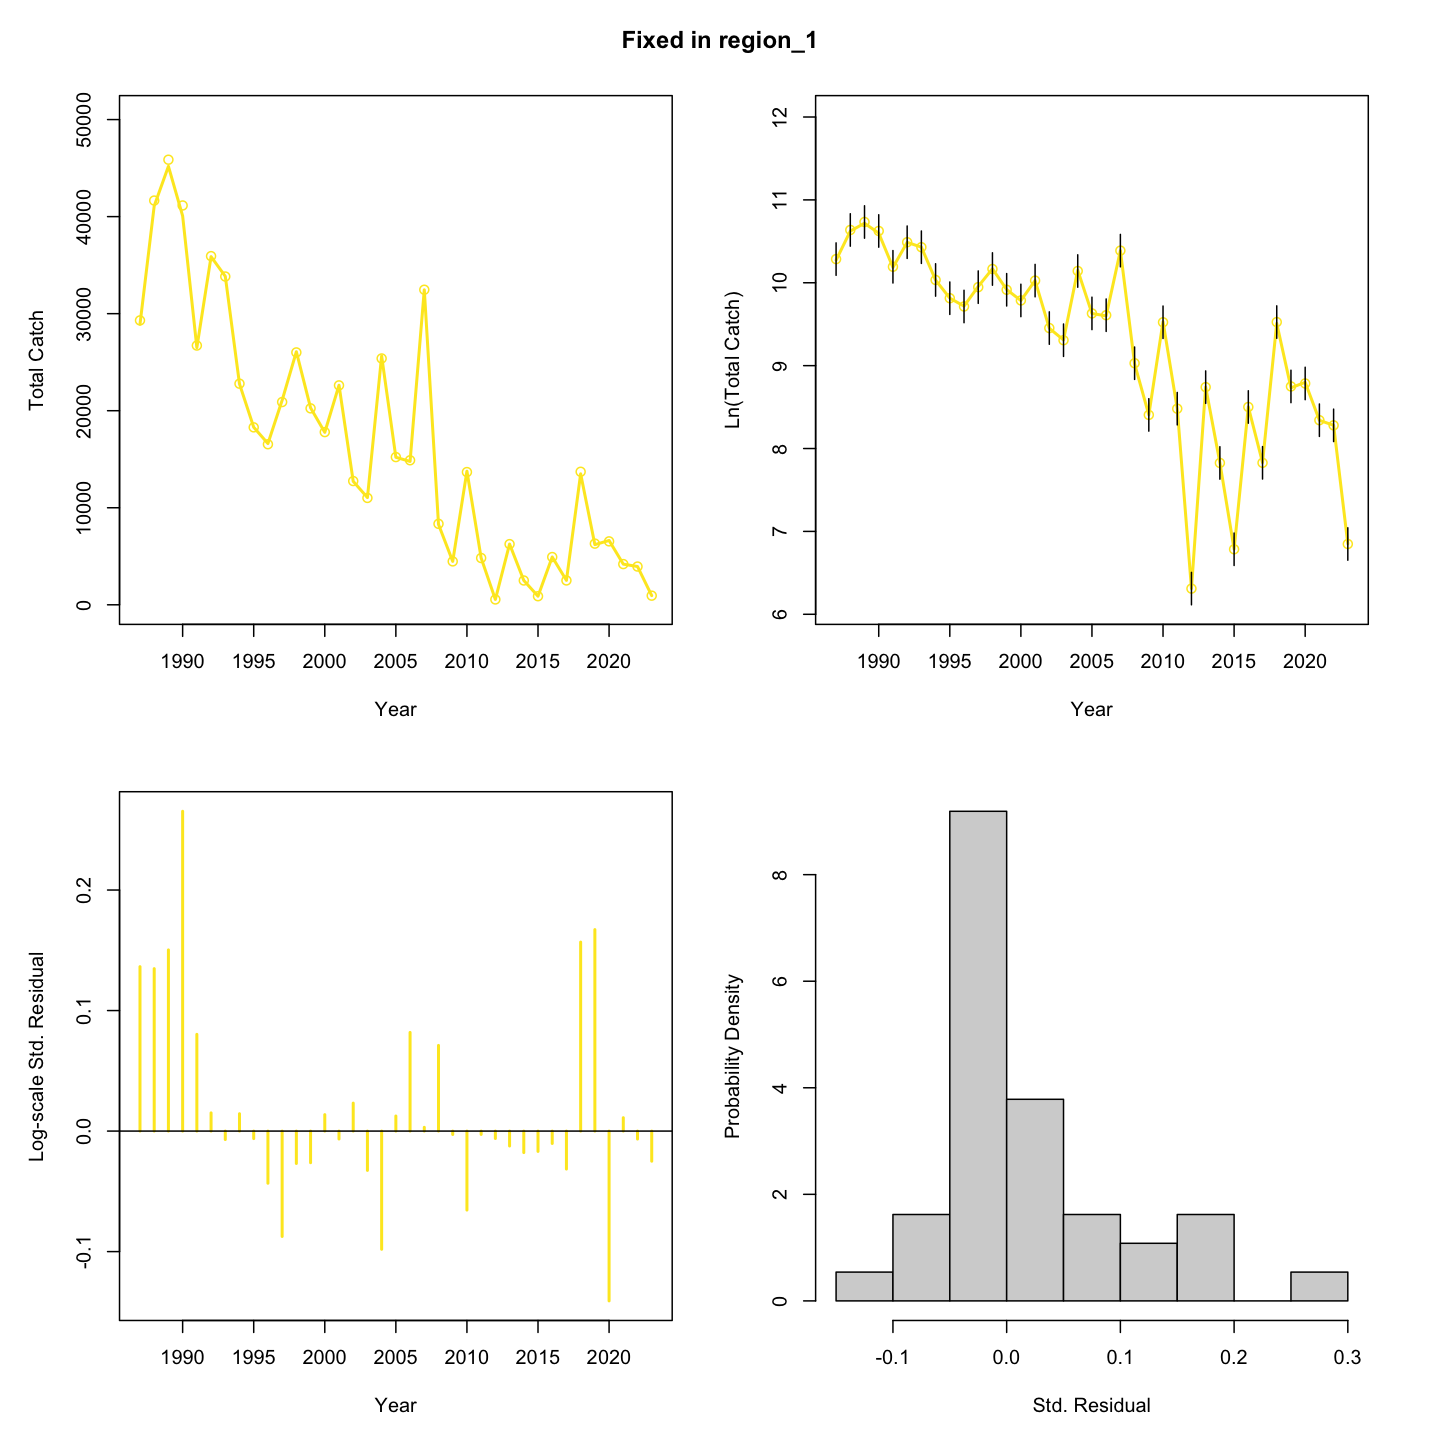 Fixed in region_1
Total Catch
50000
40000
30000
20000
10000
0
1990 1995 2000 2005 2010 2015 2020
Year
Ln(Total Catch)
12
11
10
9
8
7
6
1990 1995 2000 2005 2010 2015 2020
Year
Log-scale Std. Residual
0.2
0.1
0.0
-0.1
1990 1995 2000 2005 2010 2015 2020
Year
Probability Density
8
6
4
2
0
-0.1 0.0 0.1 0.2 0.3
Std. Residual